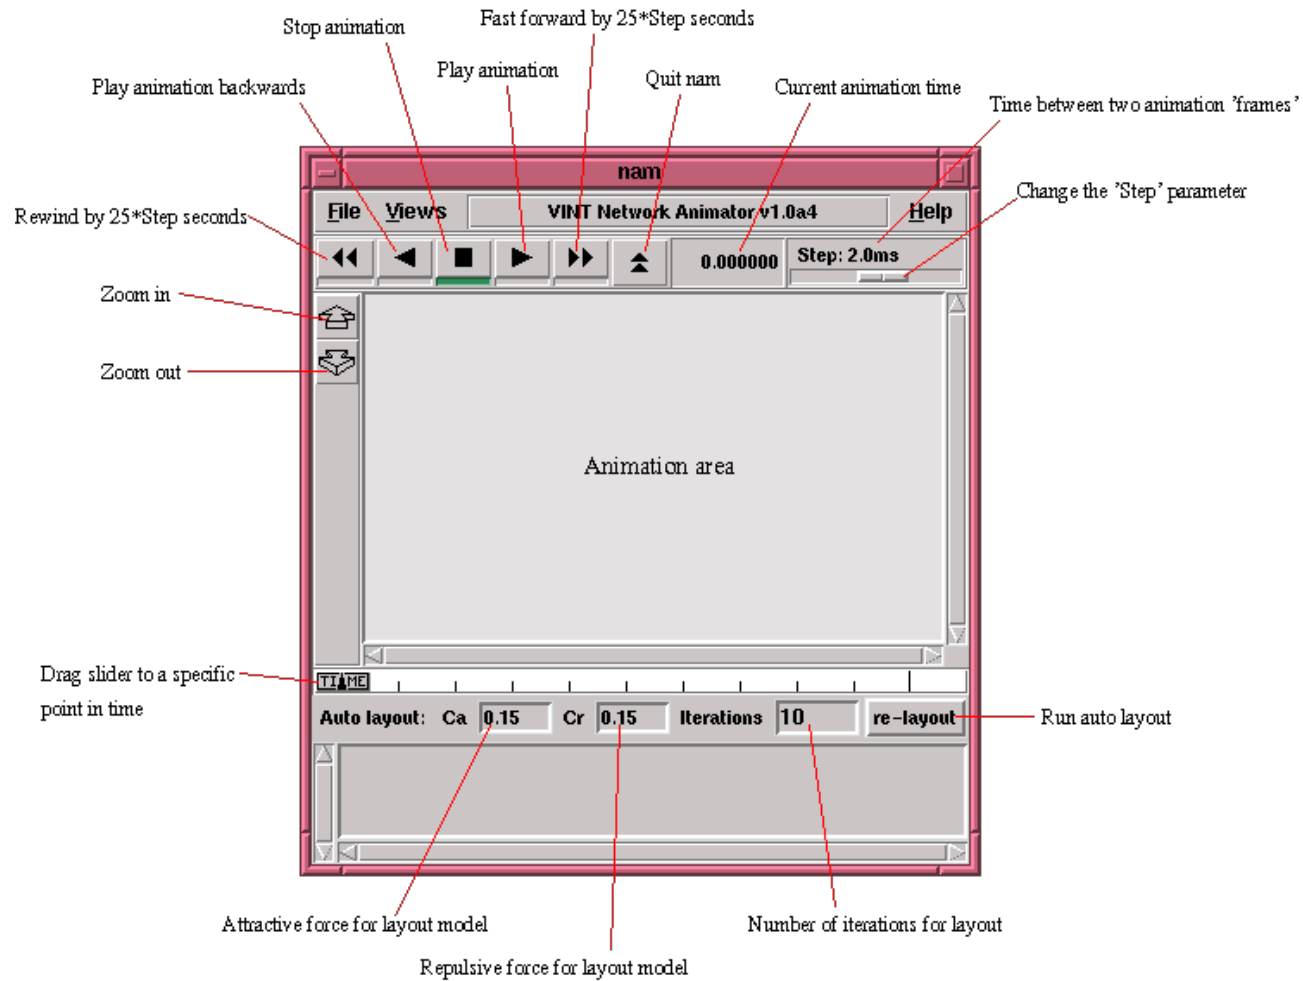 Fast forward by 25*Step seconds
Stop animation
Play animation
Quit nam
Play animation backwards
Current animation time
Time between two animation 'frames'
nam
Change the 'Step' parameter
Rewind by 25*Step seconds
File Views VINT Network Animator v1.0a4 Help
0.000000 Step: 2.0ms
Zoom in
Zoom out
Animation area
Drag slider to a specific
point in time
TIME
Auto layout: Ca 0.15 Cr 0.15 Iterations 10 re-layout
Run auto layout
Attractive force for layout model
Number of iterations for layout
Repulsive force for layout model